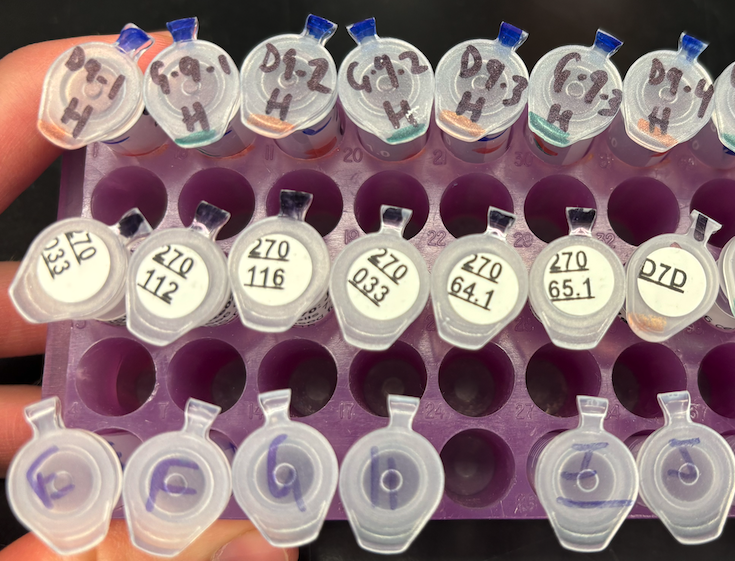 D9-1
H
G-9-1
H
D9-2
H
G-9-2
H
D9-3
H
G-9-3
H
D9-4
H
270
033
270
112
270
116
270
033
270
64.1
270
65.1
D7D
E
F
G
H
I
J